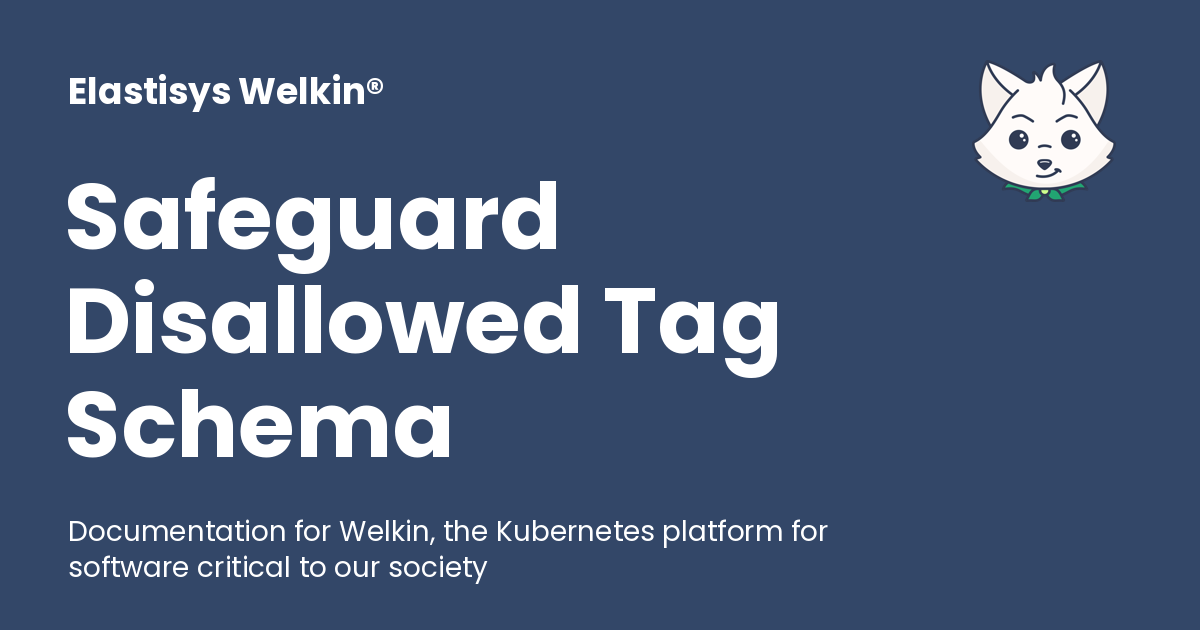 Elastisys Welkin®
Safeguard
Disallowed Tag
Schema
Documentation for Welkin, the Kubernetes platform for
software critical to our society